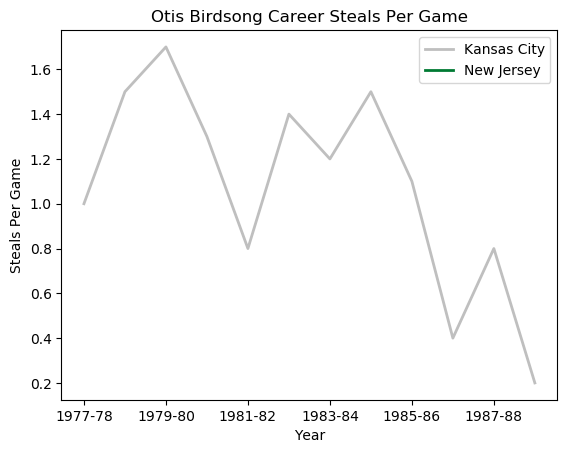 Otis Birdsong Career Steals Per Game
Kansas City
New Jersey
1.6
1.4
1.2
1.0
0.8
0.6
0.4
0.2
Steals Per Game
1977-78 1979-80 1981-82 1983-84 1985-86 1987-88
Year